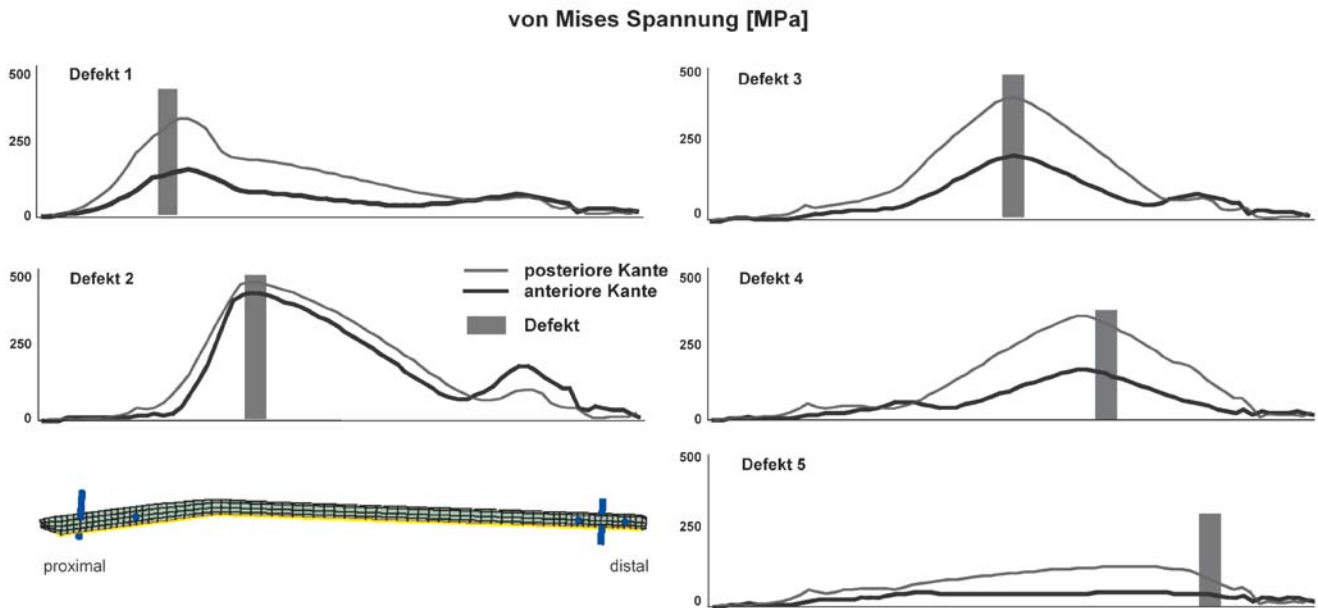 von Mises Spannung [MPa]
500
Defekt 1
250
0
500
Defekt 2
250
0
posteriore Kante
anteriore Kante
Defekt
proximal
distal
500
Defekt 3
250
0
500
Defekt 4
250
0
500
Defekt 5
250
0